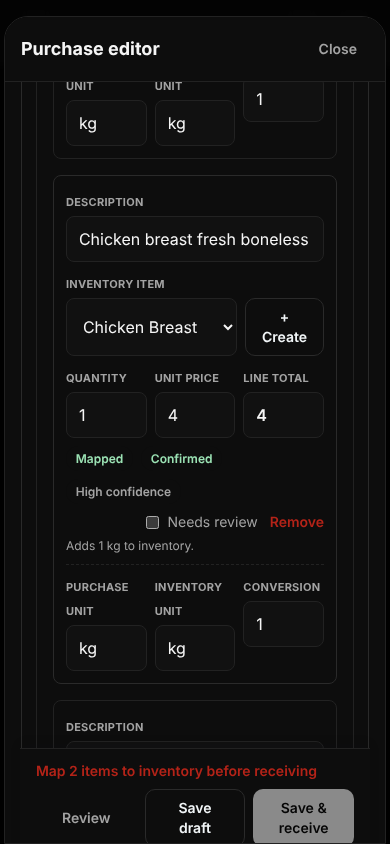 Purchase editor Close
UNIT UNIT
kg kg 1
DESCRIPTION
Chicken breast fresh boneless
INVENTORY ITEM
Chicken Breast + Create
QUANTITY UNIT PRICE LINE TOTAL
1 4 4
Mapped Confirmed
High confidence
Needs review Remove
Adds 1 kg to inventory.
PURCHASE UNIT INVENTORY UNIT CONVERSION
kg kg 1
DESCRIPTION
Map 2 items to inventory before receiving
Review Save draft Save & receive